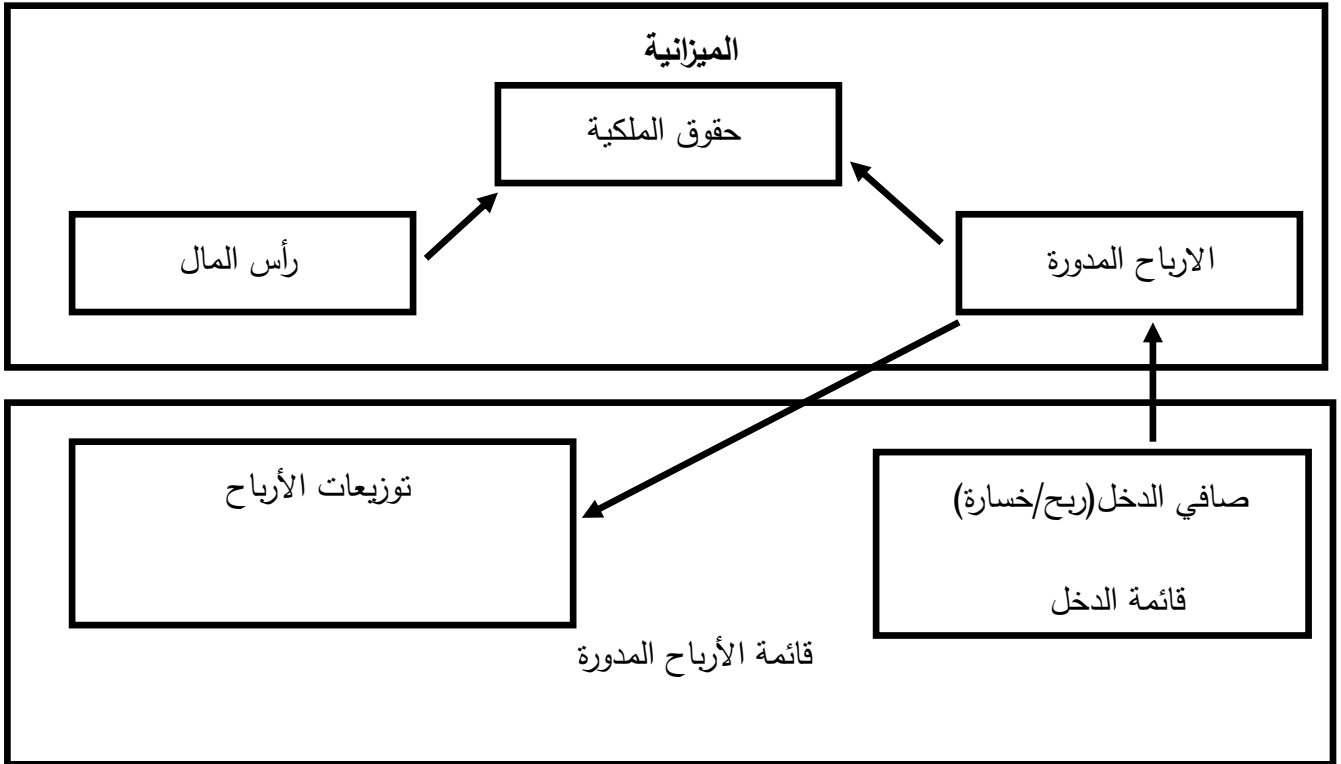 الميزانية
حقوق الملكية
الارباح المدورة
رأس المال
صافي الدخل(ربح/خسارة)
قائمة الدخل
توزيعات الأرباح
قائمة الأرباح المدورة